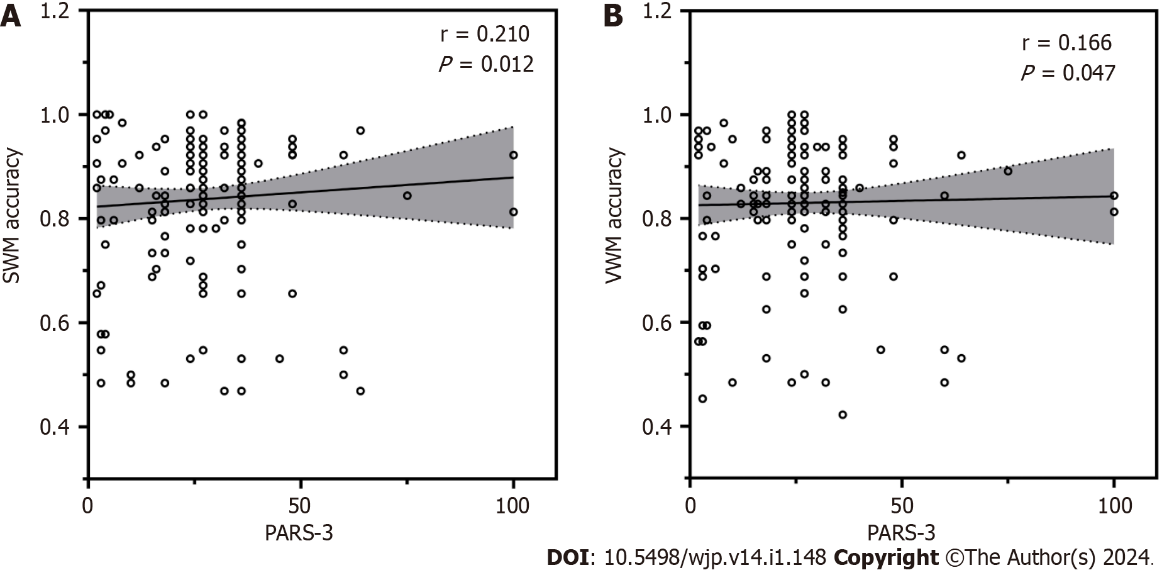 A
r = 0.210
P = 0.012
1.2
1.0
0.8
0.6
0.4
SWM accuracy
0
50
100
PARS-3
B
r = 0.166
P = 0.047
1.2
1.0
0.8
0.6
0.4
VWM accuracy
0
50
100
PARS-3
DOI: 10.5498/wjp.v14.i1.148 Copyright ©The Author(s) 2024.